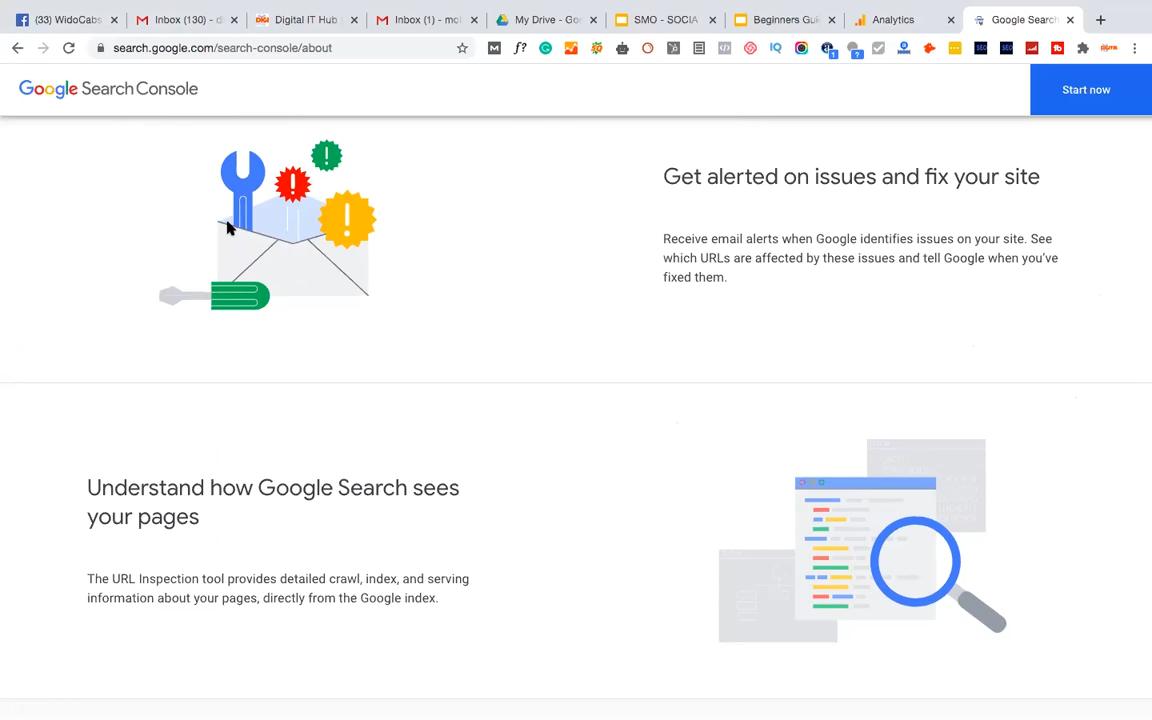 (33) WidoCabs
Inbox (130) - d
Digital IT Hub
Inbox (1) - mol
My Drive - Goo
SMO - SOCIA
Beginners Gui
Analytics
Google Search
search.google.com/search-console/about
Google Search Console
Start now
Get alerted on issues and fix your site
Receive email alerts when Google identifies issues on your site. See
which URLs are affected by these issues and tell Google when you've
fixed them.
Understand how Google Search sees
your pages
The URL Inspection tool provides detailed crawl, index, and serving
information about your pages, directly from the Google index.